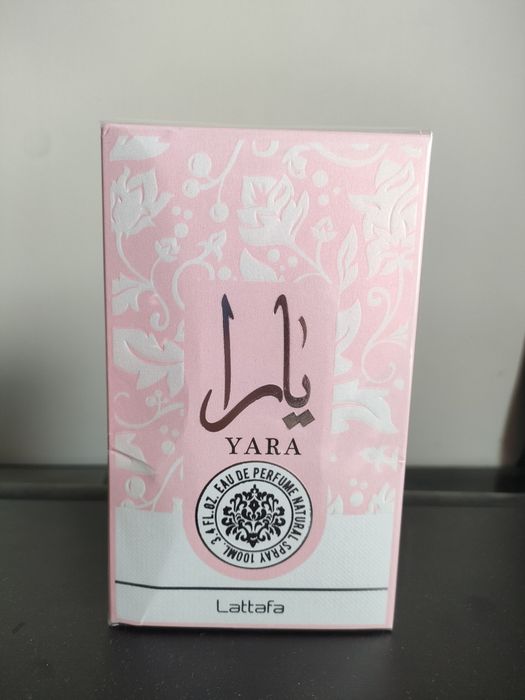 يارا
YARA
EAU DE PERFUME NATURAL SPRAY 100ML. 3.4 FL.OZ.
Lattafa